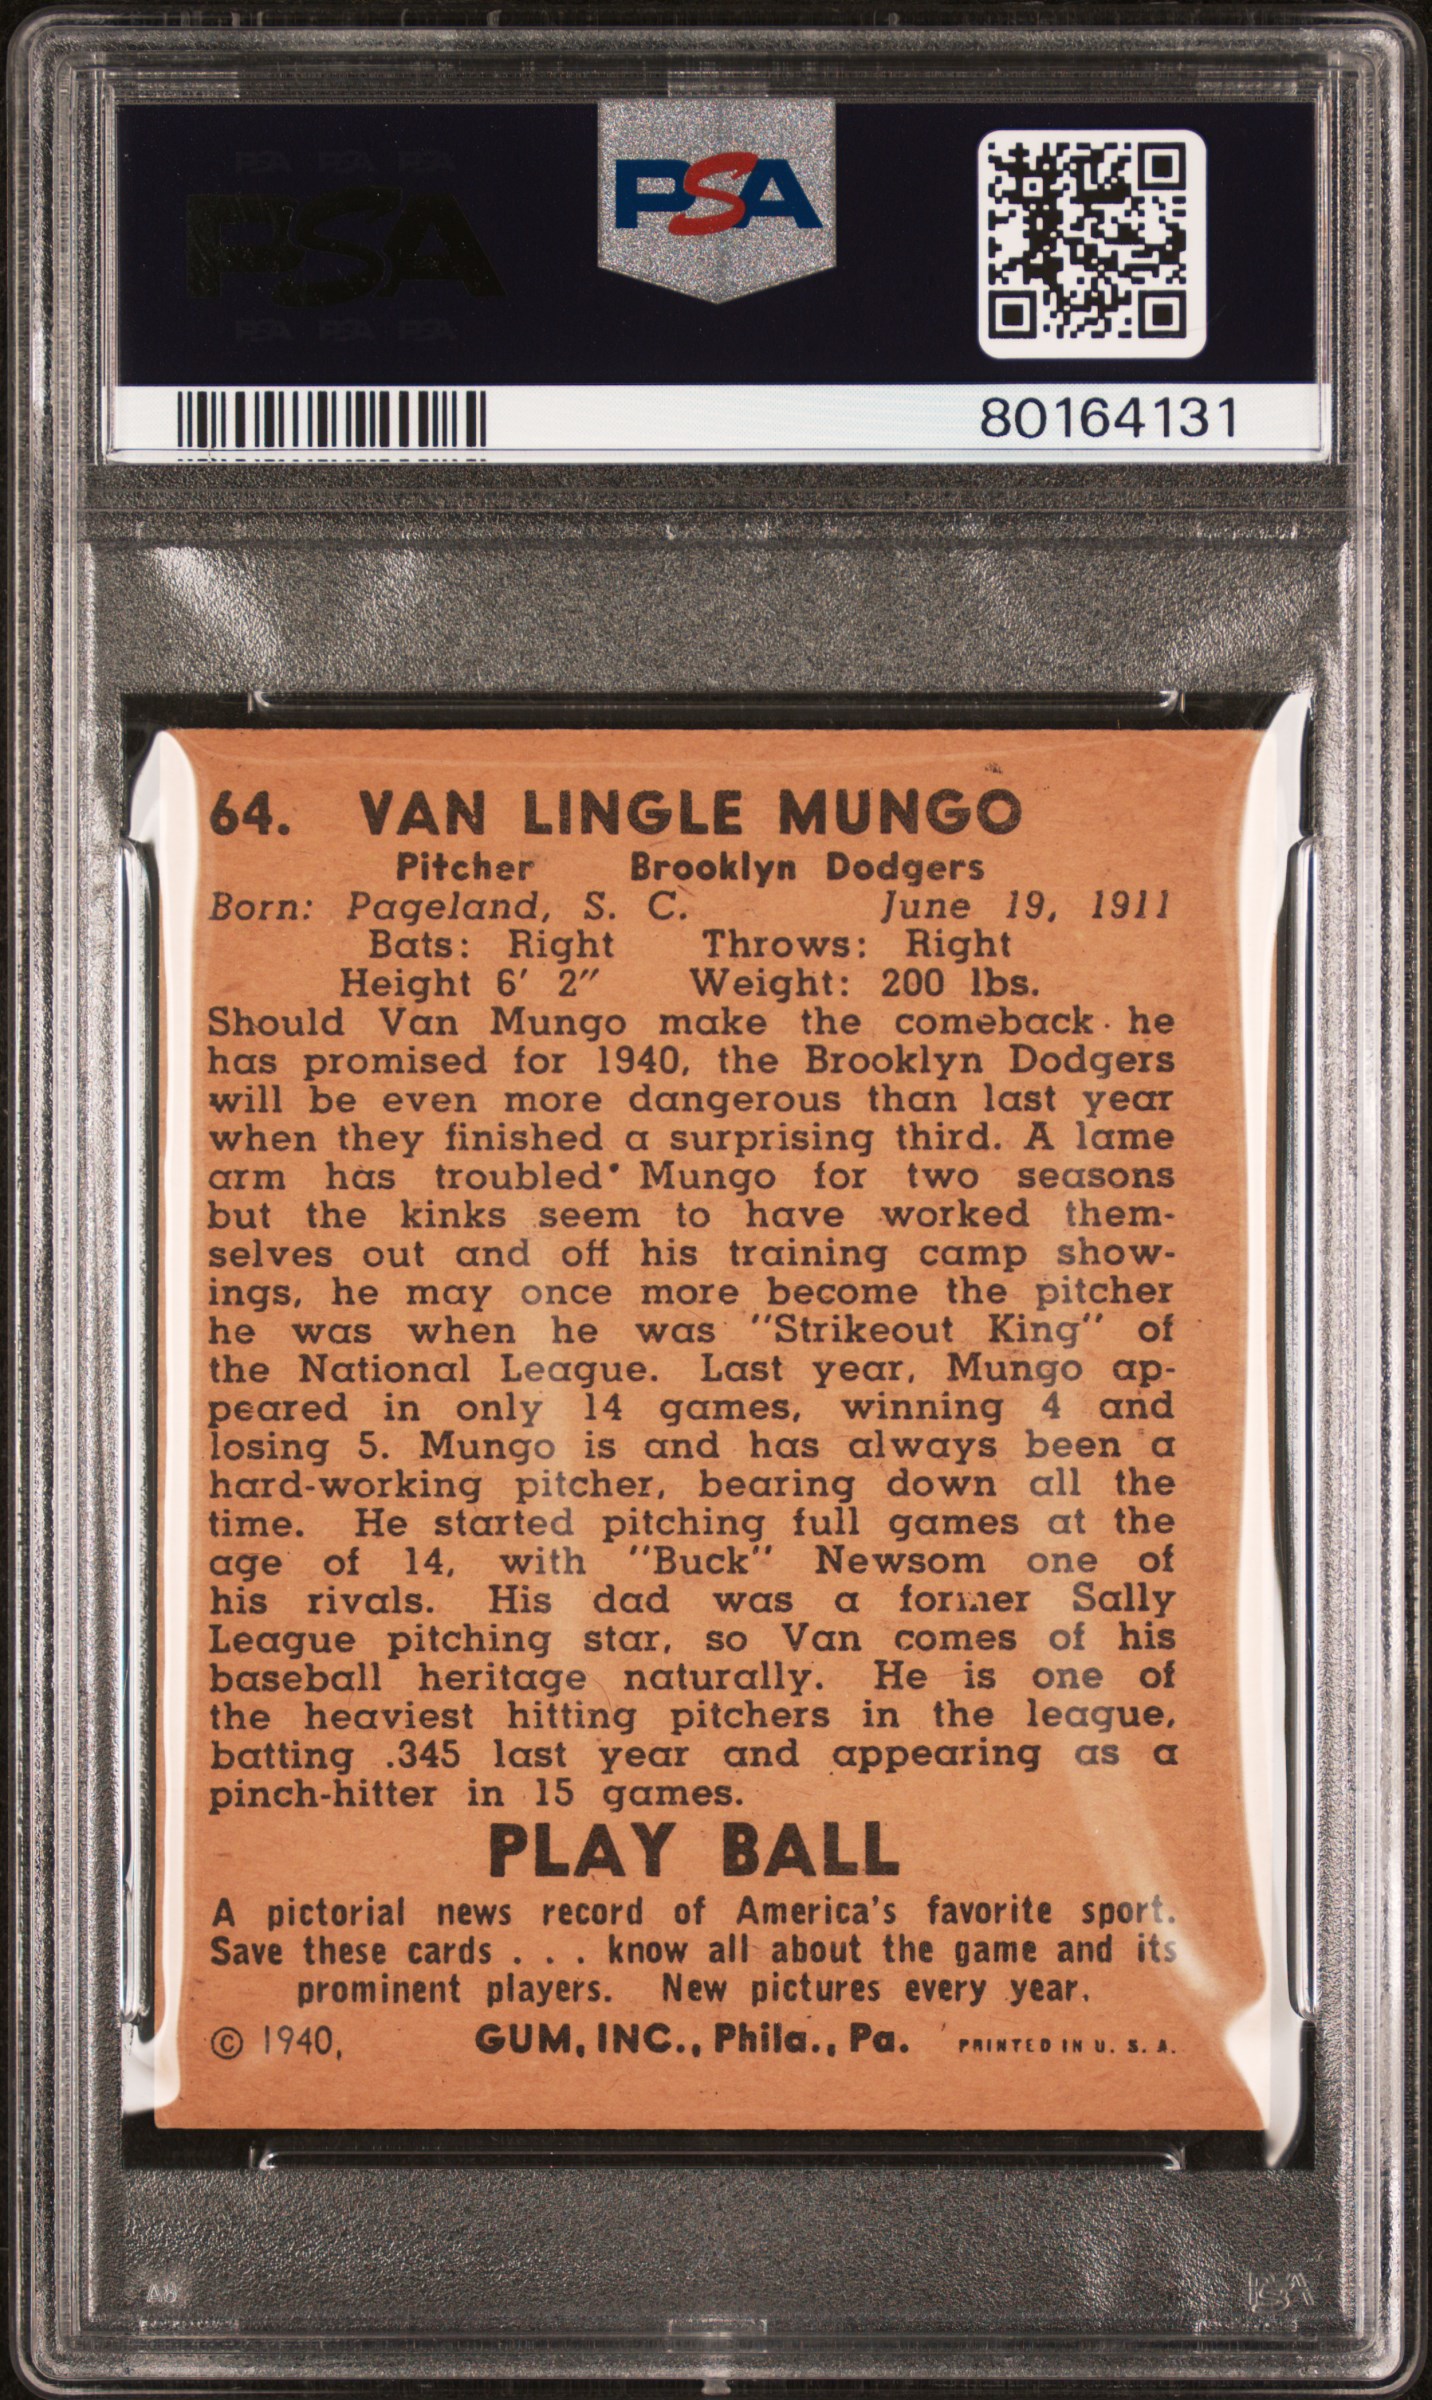 PSA PSA PSA
PSA
PSA PSA PSA
PSA
80164131
64. VAN LINGLE MUNGO
Pitcher Brooklyn Dodgers
Born: Pageland, S. C. June 19, 1911
Bats: Right Throws: Right
Height 6' 2" Weight: 200 lbs.
Should Van Mungo make the comeback he
has promised for 1940, the Brooklyn Dodgers
will be even more dangerous than last year
when they finished a surprising third. A lame
arm has troubled Mungo for two seasons
but the kinks seem to have worked them-
selves out and off his training camp show-
ings, he may once more become the pitcher
he was when he was "Strikeout King" of
the National League. Last year, Mungo ap-
peared in only 14 games, winning 4 and
losing 5. Mungo is and has always been a
hard-working pitcher, bearing down all the
time. He started pitching full games at the
age of 14, with "Buck" Newsom one of
his rivals. His dad was a former Sally
League pitching star, so Van comes of his
baseball heritage naturally. He is one of
the heaviest hitting pitchers in the league,
batting .345 last year and appearing as a
pinch-hitter in 15 games.
PLAY BALL
A pictorial news record of America's favorite sport.
Save these cards . . . know all about the game and its
prominent players. New pictures every year.
© 1940, GUM, INC., Phila., Pa. PRINTED IN U. S. A.
PSA